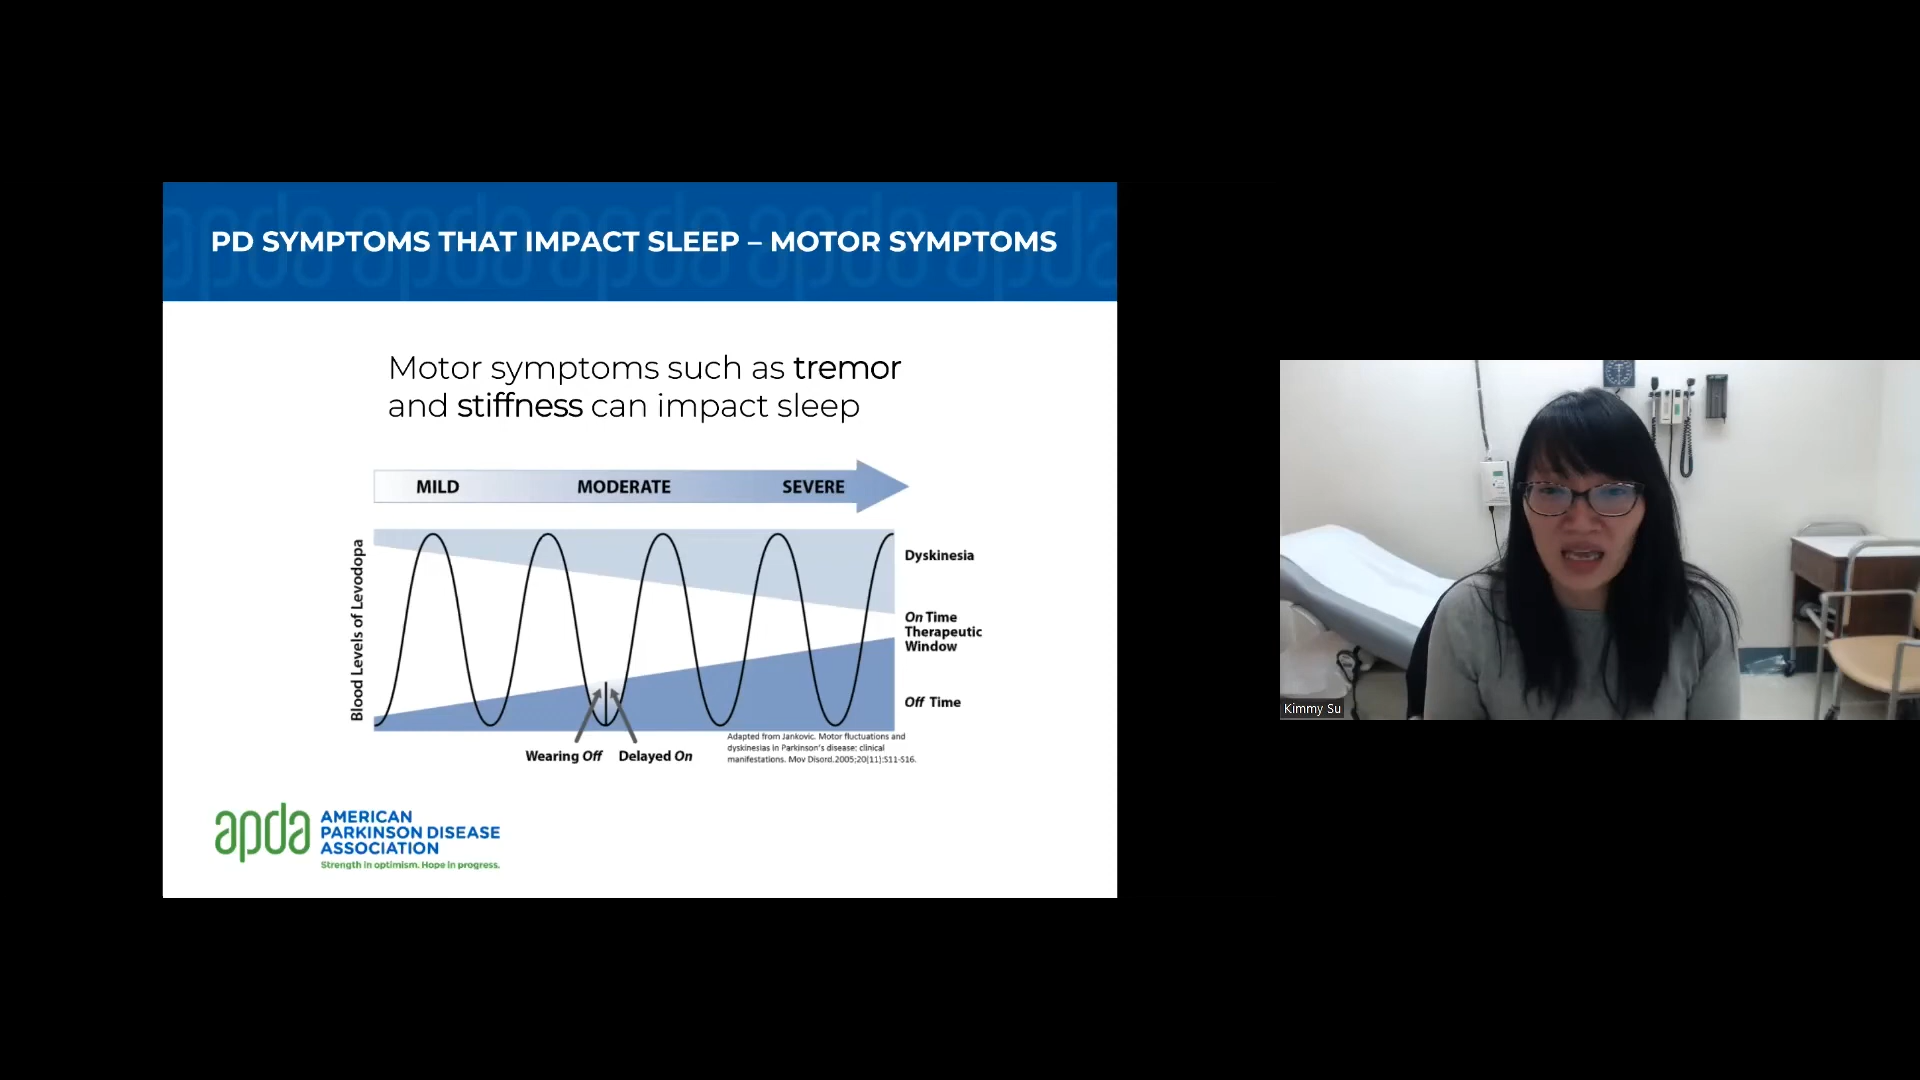 PD SYMPTOMS THAT IMPACT SLEEP – MOTOR SYMPTOMS
Motor symptoms such as tremor
and stiffness can impact sleep
MILD MODERATE SEVERE
Blood Levels of Levodopa
Dyskinesia
On Time
Therapeutic
Window
Off Time
Wearing Off Delayed On
Adapted from Jankovic. Motor fluctuations and
dyskinesias in Parkinson's disease: clinical
manifestations. Mov Disord.2005;20(11):S11-S16.
apda
AMERICAN
PARKINSON DISEASE
ASSOCIATION
Strength in optimism. Hope in progress.
Kimmy Su